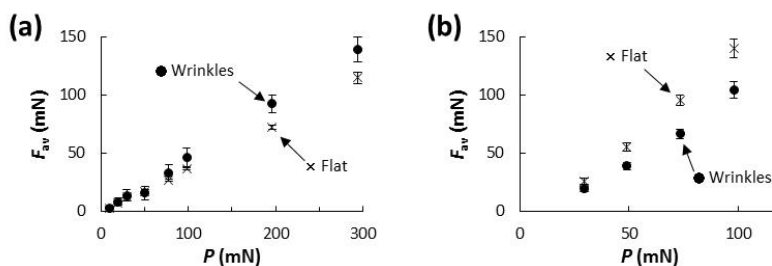 (a)
150
100
50
0
F_av (mN)
● Wrinkles
× Flat
0 100 200 300
P (mN)
(b)
150
100
50
0
F_av (mN)
× Flat
● Wrinkles
0 50 100
P (mN)